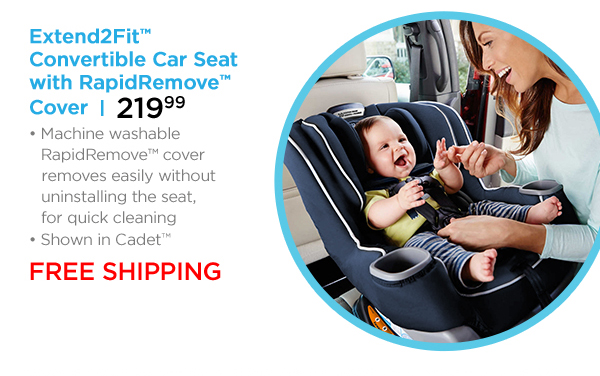 Extend2Fit™
Convertible Car Seat
with RapidRemove™
Cover | 219⁹⁹
• Machine washable
RapidRemove™ cover
removes easily without
uninstalling the seat,
for quick cleaning
• Shown in Cadet™
FREE SHIPPING